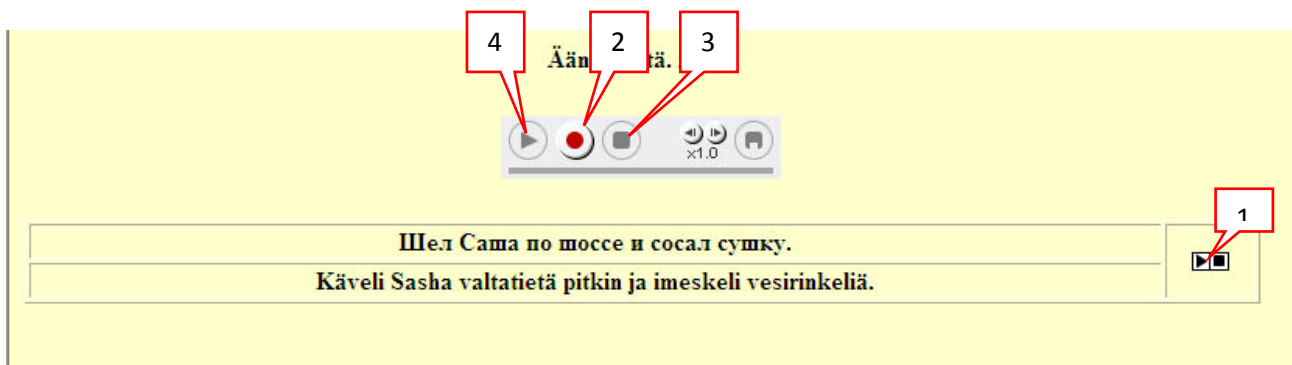 4 2 3
Ään tä.
x1.0
1
Шел Саша по шоссе и сосал сушку.
Käveli Sasha valtatietä pitkin ja imeskeli vesirinkeliä.